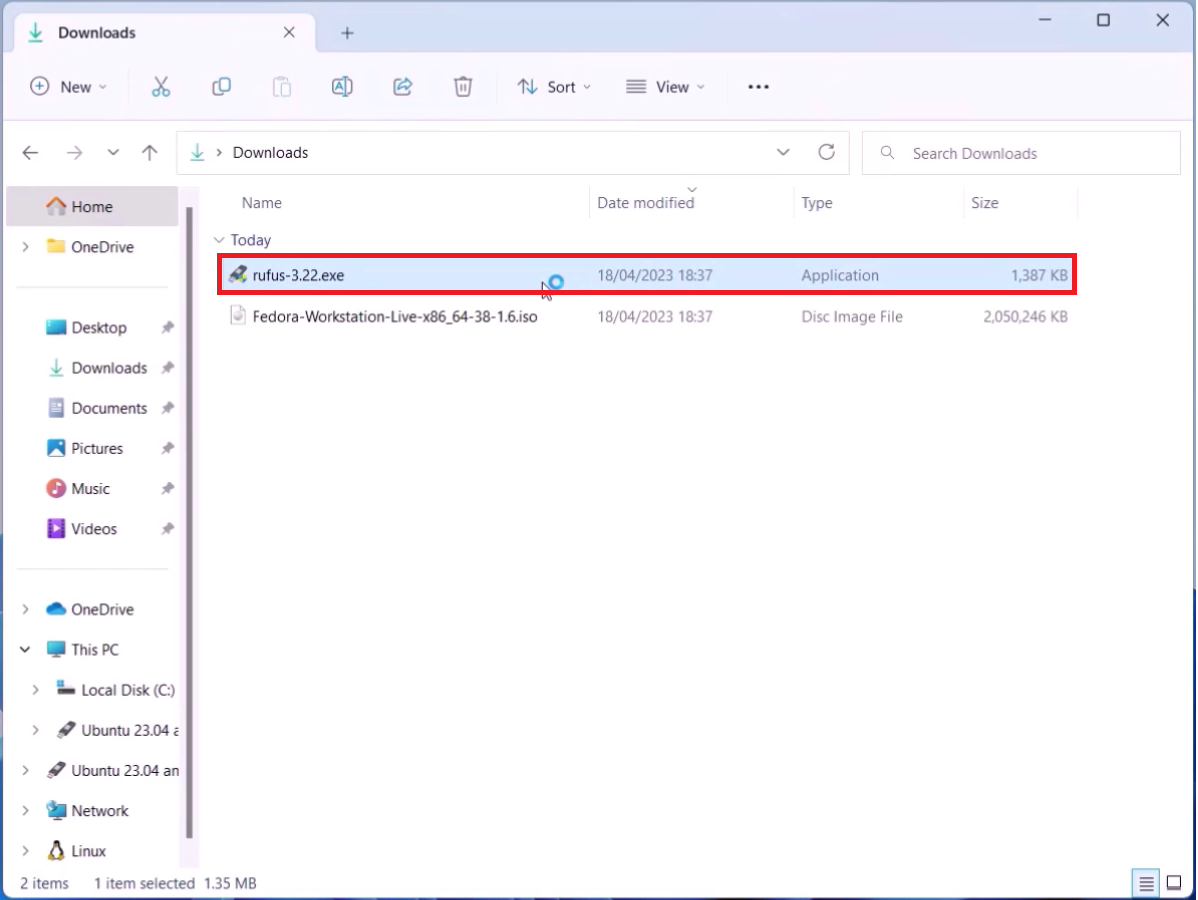 Downloads
New
Sort
View
Downloads
Search Downloads
Name Date modified Type Size
Today
rufus-3.22.exe 18/04/2023 18:37 Application 1,387 KB
Fedora-Workstation-Live-x86_64-38-1.6.iso 18/04/2023 18:37 Disc Image File 2,050,246 KB
Home
OneDrive
Desktop
Downloads
Documents
Pictures
Music
Videos
OneDrive
This PC
Local Disk (C:)
Ubuntu 23.04 a
Ubuntu 23.04 an
Network
Linux
2 items 1 item selected 1.35 MB